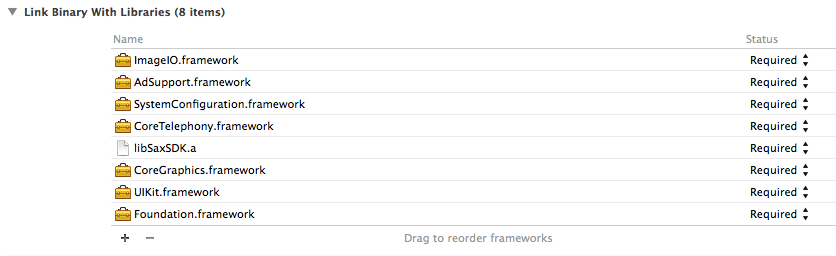 Link Binary With Libraries (8 items)
Name Status
ImageIO.framework Required
AdSupport.framework Required
SystemConfiguration.framework Required
CoreTelephony.framework Required
libSaxSDK.a Required
CoreGraphics.framework Required
UIKit.framework Required
Foundation.framework Required
+ − Drag to reorder frameworks